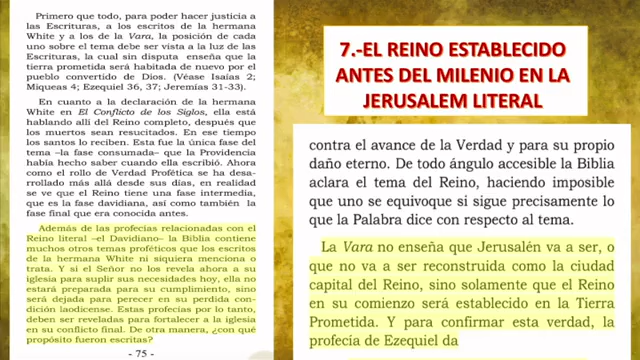 Primero que todo, para poder hacer justicia a
las Escrituras, a los escritos de la hermana
White y a los de la Vara, la posición de cada
uno sobre el tema debe ser vista a la luz de las
Escrituras, la cual sin disputa enseña que la
tierra prometida será habitada de nuevo por el
pueblo convertido de Dios. (Véase Isaías 2;
Miqueas 4; Ezequiel 36, 37; Jeremías 31-33).
En cuanto a la declaración de la hermana
White en El Conflicto de los Siglos, ella está
hablando allí del Reino completo, después que
los muertos sean resucitados. En ese tiempo
los santos lo reciben. Esta fue la única fase del
tema –la fase consumada– que la Providencia
había hecho saber cuando ella escribió. Ahora
como el rollo de Verdad Profética se ha desa-
rrollado más allá desde sus días, en realidad
se ve que el Reino tiene una fase intermedia,
que es la fase davidiana, así como también la
fase final que era conocida antes.
Además de las profecías relacionadas con el
Reino literal –el Davidiano– la Biblia contiene
muchos otros temas proféticos que los escritos
de la hermana White ni siquiera menciona o
trata. Y si el Señor no los revela ahora a su
iglesia para suplir sus necesidades hoy, ella no
estará preparada para su cumplimiento, sino
será dejada para perecer en su perdida con-
dición laodicense. Estas profecías por lo tanto,
deben ser reveladas para fortalecer a la iglesia
en su conflicto final. De otra manera, ¿con qué
propósito fueron escritas?
- 75 -
7.-EL REINO ESTABLECIDO
ANTES DEL MILENIO EN LA
JERUSALEM LITERAL
contra el avance de la Verdad y para su propio
daño eterno. De todo ángulo accesible la Biblia
aclara el tema del Reino, haciendo imposible
que uno se equivoque si sigue precisamente lo
que la Palabra dice con respecto al tema.
La Vara no enseña que Jerusalén va a ser, o
que no va a ser reconstruida como la ciudad
capital del Reino, sino solamente que el Reino
en su comienzo será establecido en la Tierra
Prometida. Y para confirmar esta verdad, la
profecía de Ezequiel da